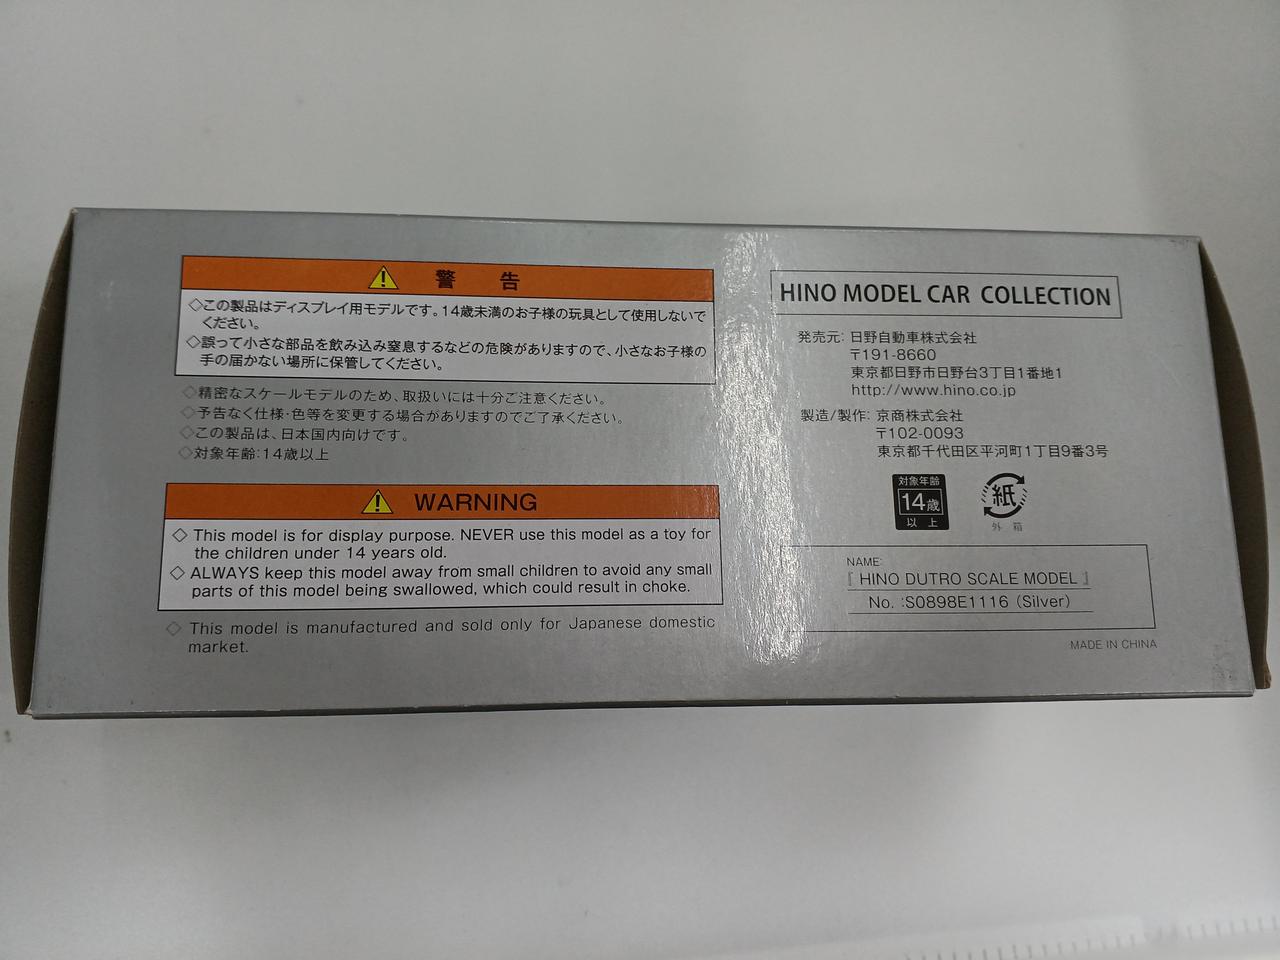 警 告
◇この製品はディスプレイ用モデルです。14歳未満のお子様の玩具として使用しないで
ください。
◇誤って小さな部品を飲み込み窒息するなどの危険がありますので、小さなお子様の
手の届かない場所に保管してください。
◇精密なスケールモデルのため、取扱いには十分ご注意ください。
◇予告なく仕様・色等を変更する場合がありますのでご了承ください。
◇この製品は、日本国内向けです。
◇対象年齢:14歳以上
WARNING
◇ This model is for display purpose. NEVER use this model as a toy for
the children under 14 years old.
◇ ALWAYS keep this model away from small children to avoid any small
parts of this model being swallowed, which could result in choke.
◇ This model is manufactured and sold only for Japanese domestic
market.
HINO MODEL CAR COLLECTION
発売元: 日野自動車株式会社
〒191-8660
東京都日野市日野台3丁目1番地1
http://www.hino.co.jp
製造/製作: 京商株式会社
〒102-0093
東京都千代田区平河町1丁目9番3号
対象年齢
14歳
以上
紙
外 箱
NAME:
『 HINO DUTRO SCALE MODEL 』
No. :S0898E1116 (Silver)
MADE IN CHINA